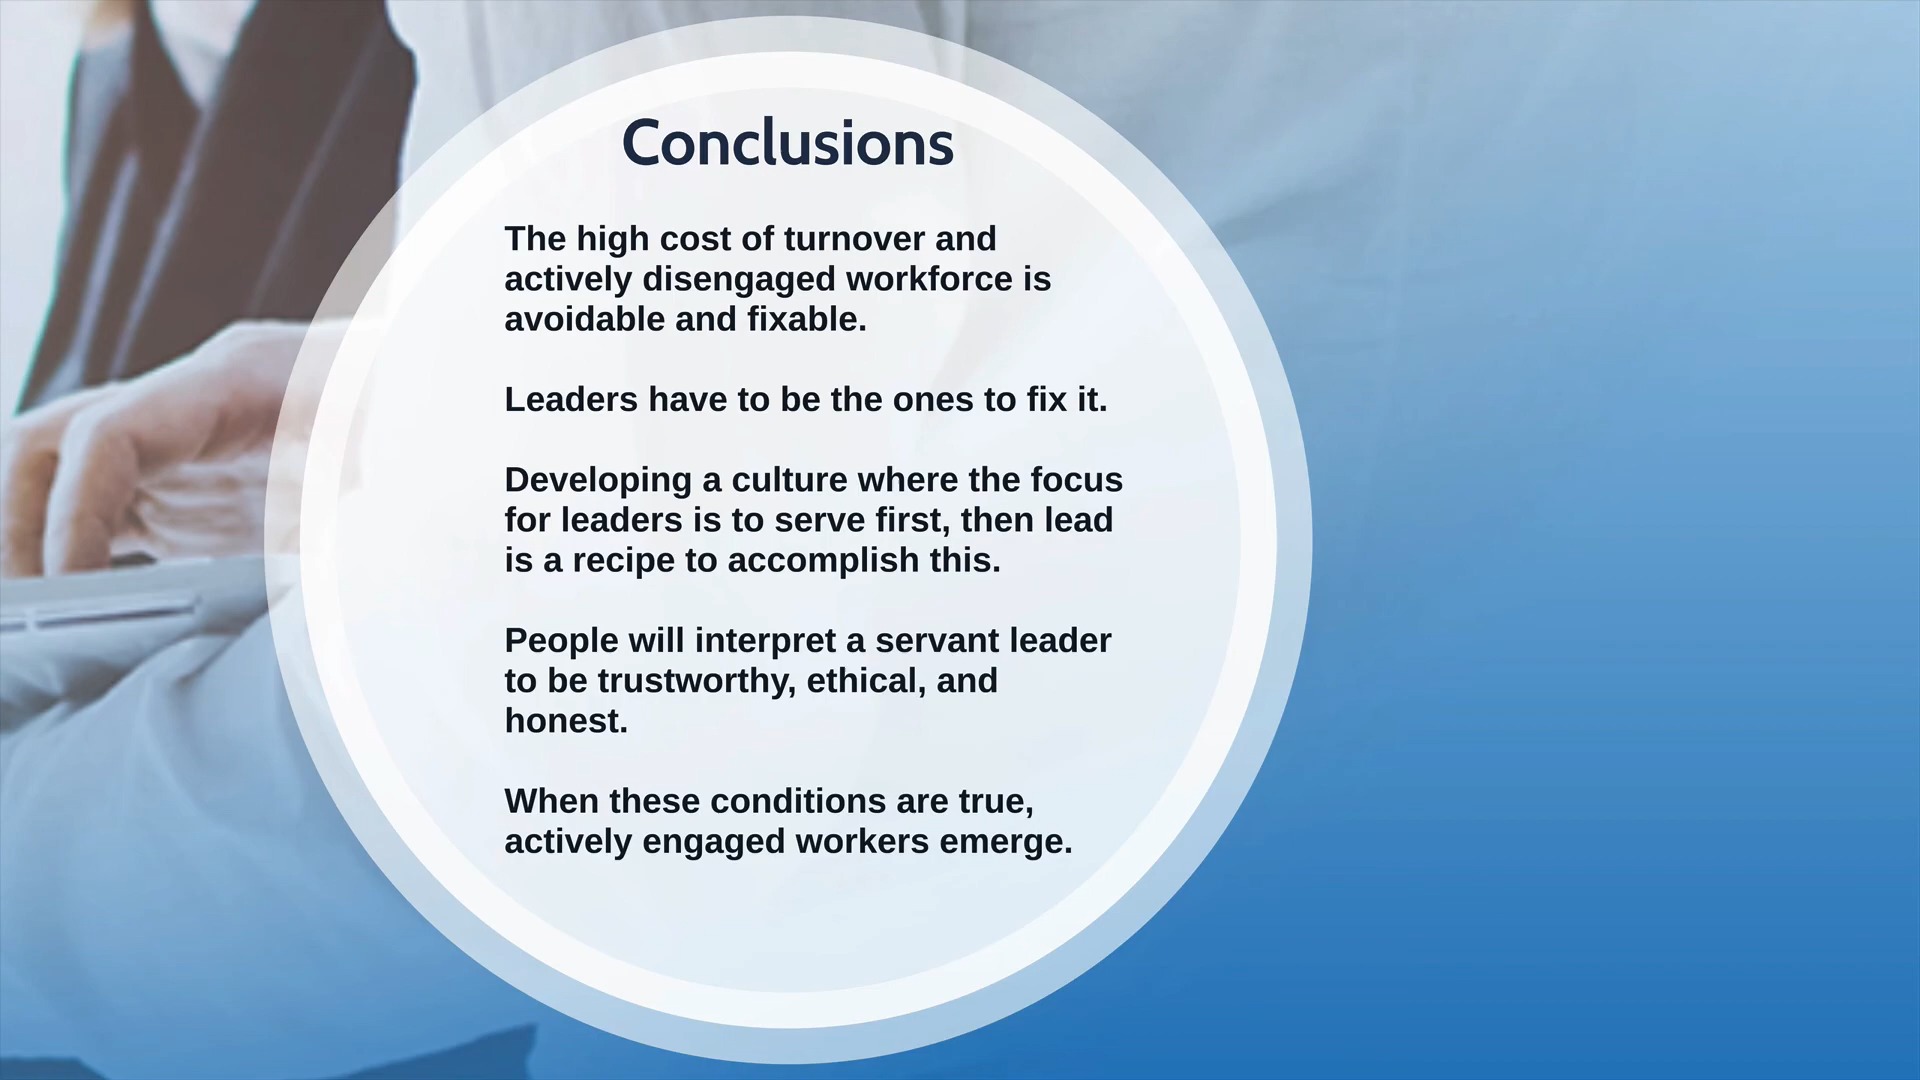 Conclusions
The high cost of turnover and
actively disengaged workforce is
avoidable and fixable.
Leaders have to be the ones to fix it.
Developing a culture where the focus
for leaders is to serve first, then lead
is a recipe to accomplish this.
People will interpret a servant leader
to be trustworthy, ethical, and
honest.
When these conditions are true,
actively engaged workers emerge.